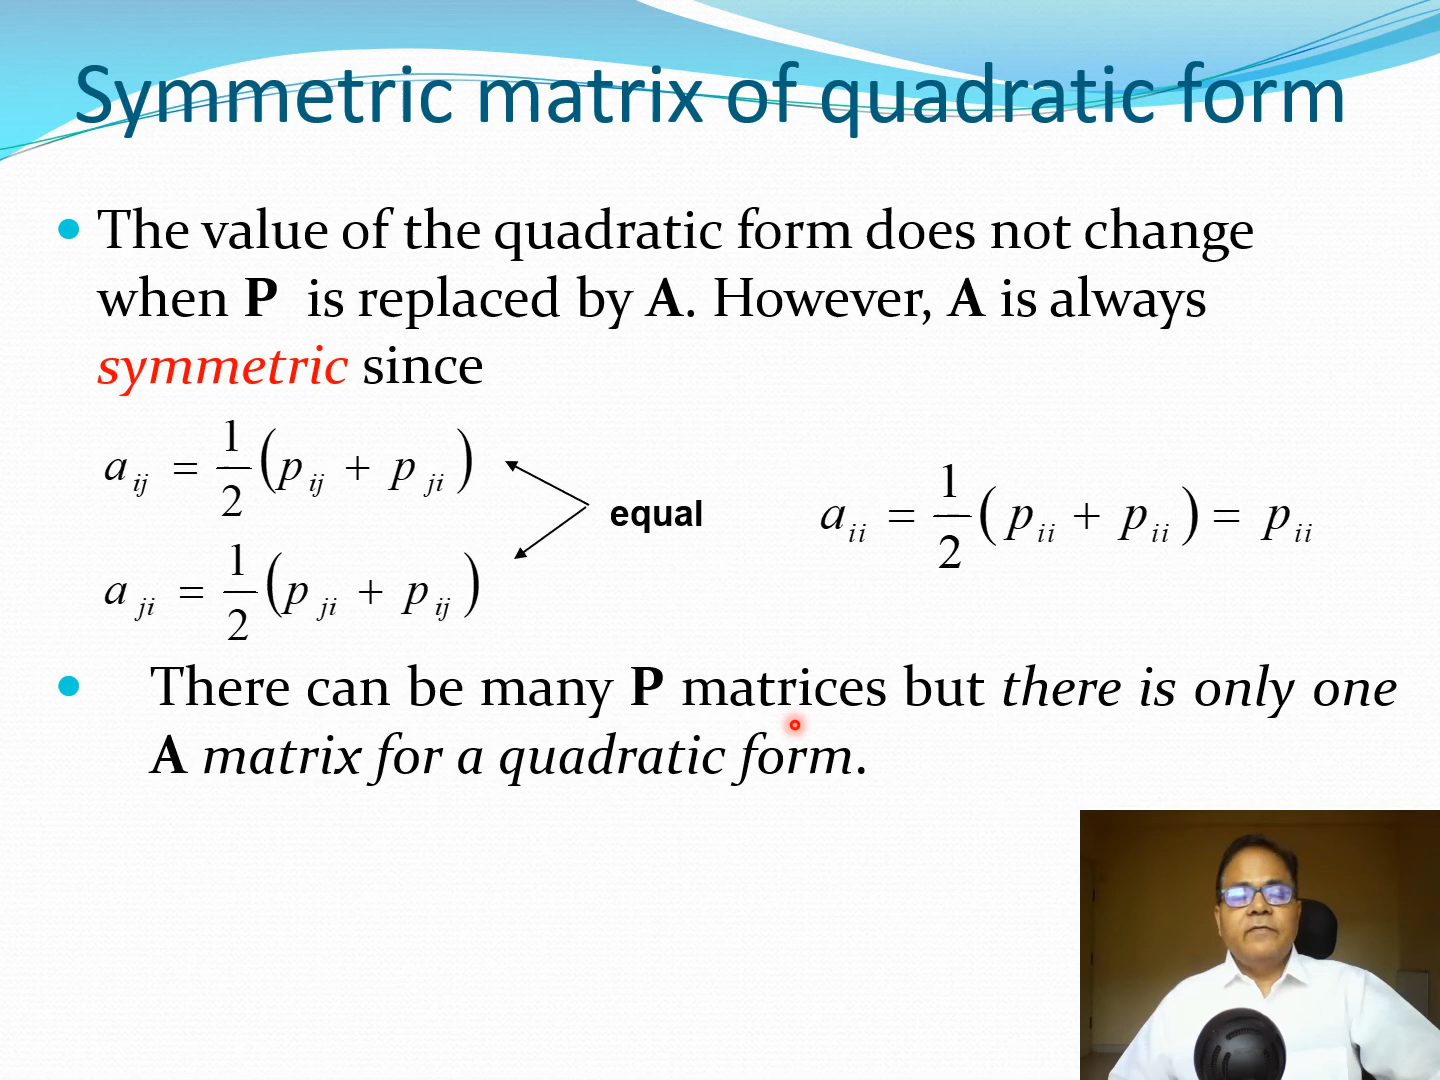 Symmetric matrix of quadratic form
• The value of the quadratic form does not change
when P is replaced by A. However, A is always
symmetric since
a_ij = 1/2 (p_ij + p_ji)
equal
a_ji = 1/2 (p_ji + p_ij)
a_ii = 1/2 (p_ii + p_ii) = p_ii
• There can be many P matrices but there is only one
A matrix for a quadratic form.